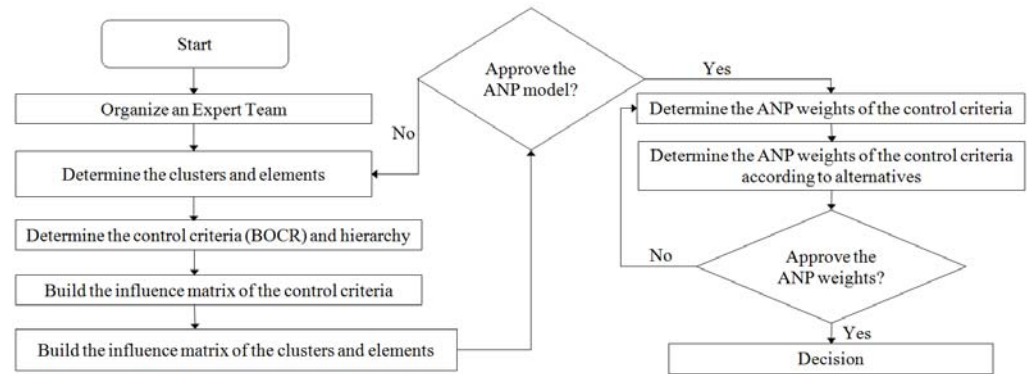 Start
Organize an Expert Team
Determine the clusters and elements
Determine the control criteria (BOCR) and hierarchy
Build the influence matrix of the control criteria
Build the influence matrix of the clusters and elements
Approve the
ANP model?
No
Yes
Determine the ANP weights of the control criteria
Determine the ANP weights of the control criteria
according to alternatives
Approve the
ANP weights?
No
Yes
Decision